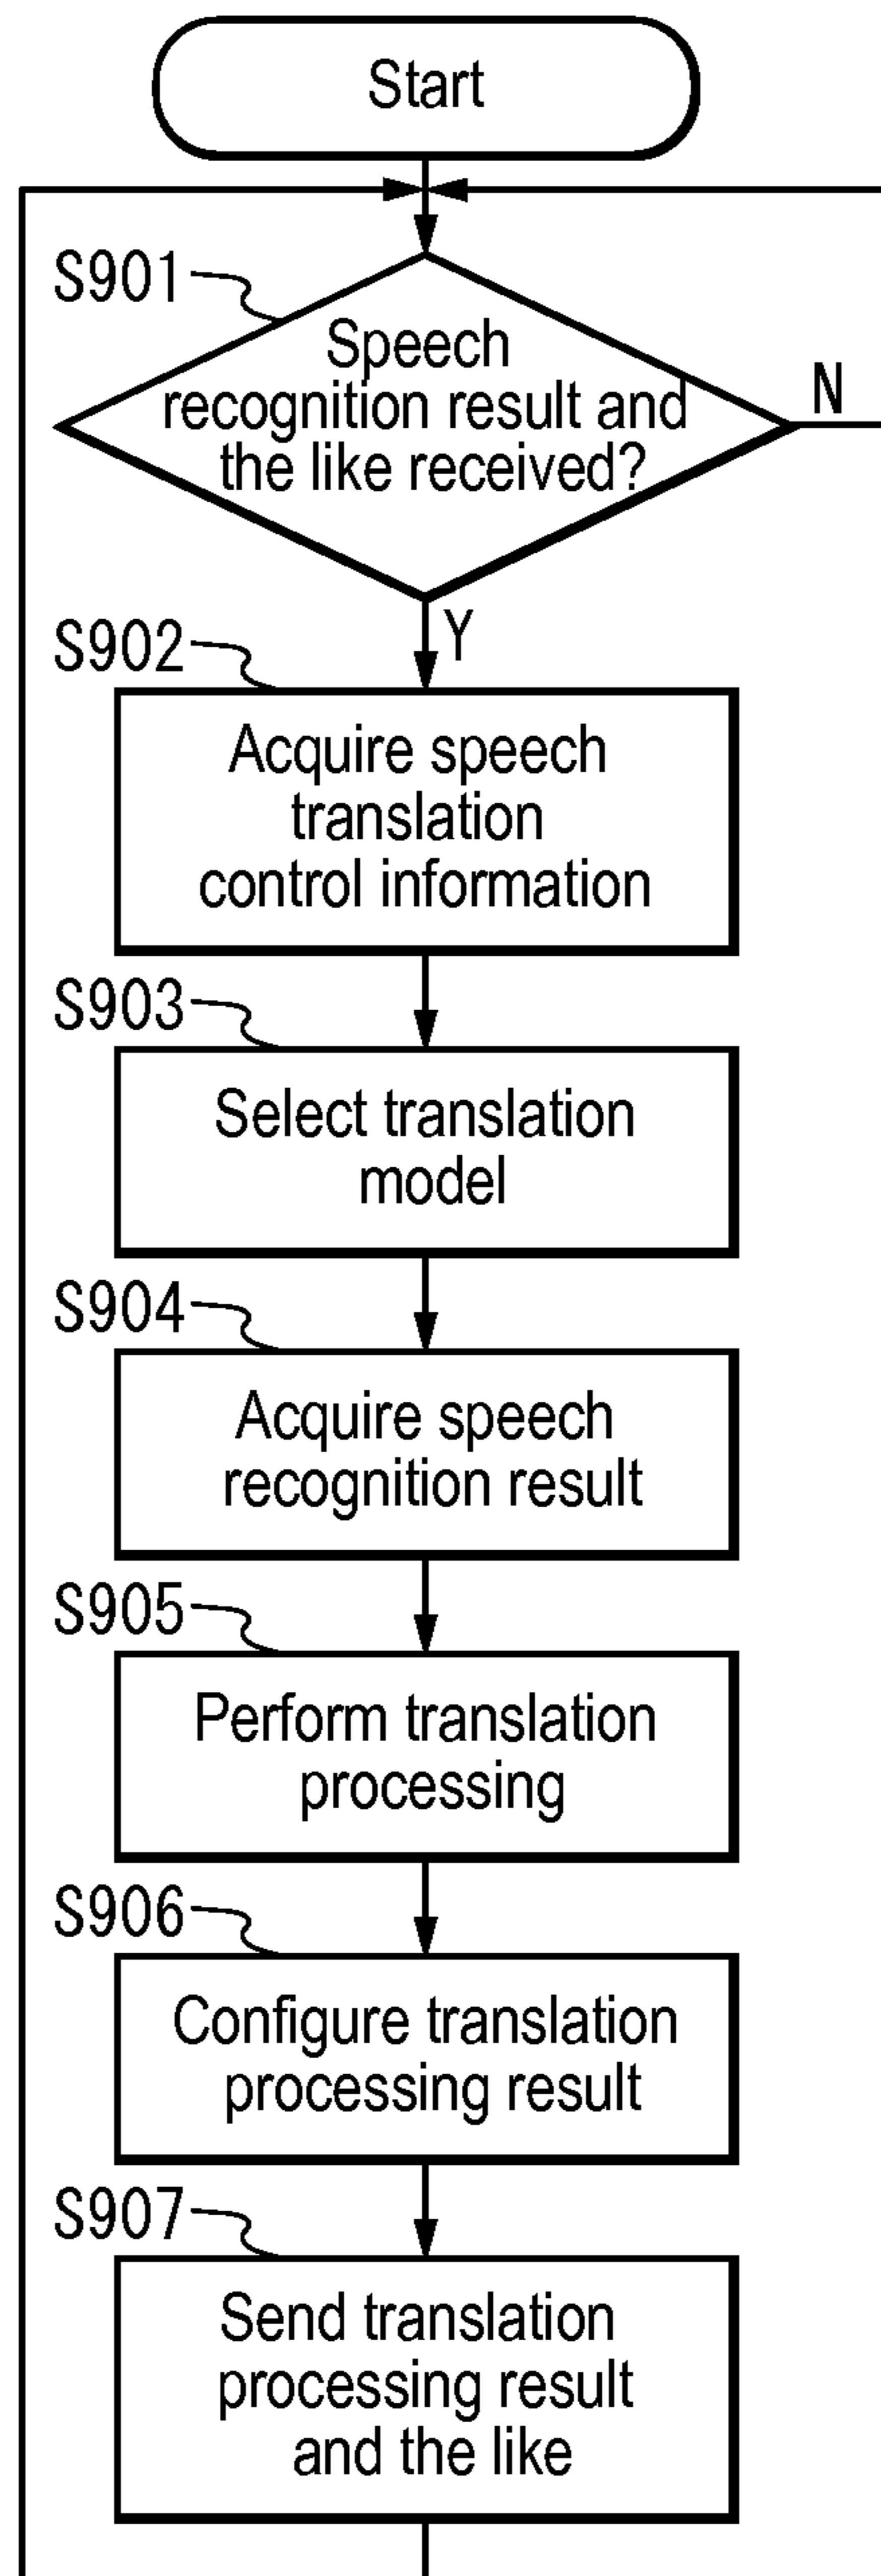 Start
S901
Speech
recognition result and
the like received?
N
Y
S902
Acquire speech
translation
control information
S903
Select translation
model
S904
Acquire speech
recognition result
S905
Perform translation
processing
S906
Configure translation
processing result
S907
Send translation
processing result
and the like